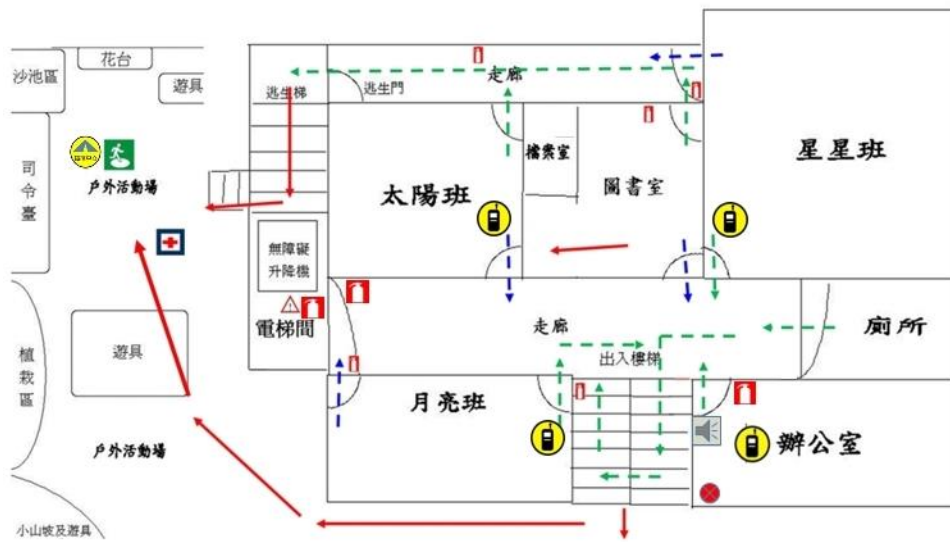 花台
沙池區
遊具
走廊
逃生梯
逃生門
星星班
檔案室
圖書室
司令臺
戶外活動場
太陽班
無障礙
升降機
電梯間
走廊
廁所
遊具
植栽區
出入樓梯
月亮班
辦公室
戶外活動場
小山坡及遊具